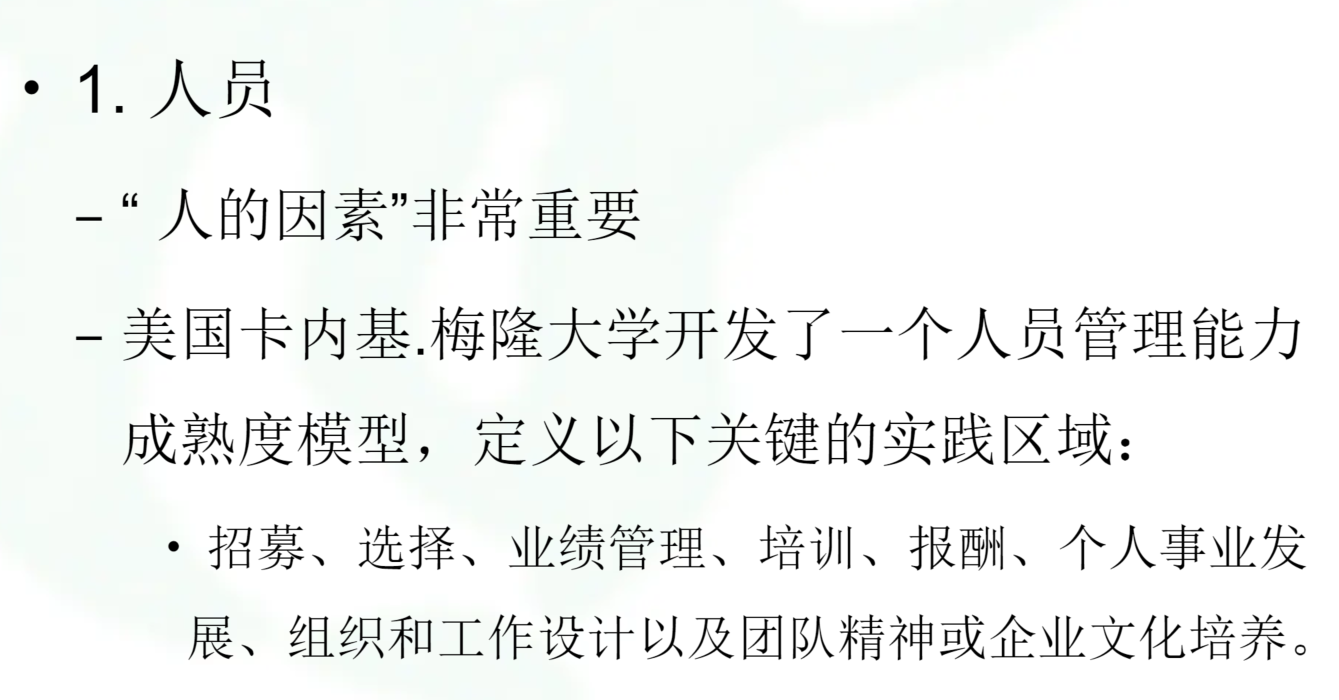 • 1. 人员
– “ 人的因素”非常重要
– 美国卡内基.梅隆大学开发了一个人员管理能力
成熟度模型，定义以下关键的实践区域：
• 招募、选择、业绩管理、培训、报酬、个人事业发
展、组织和工作设计以及团队精神或企业文化培养。